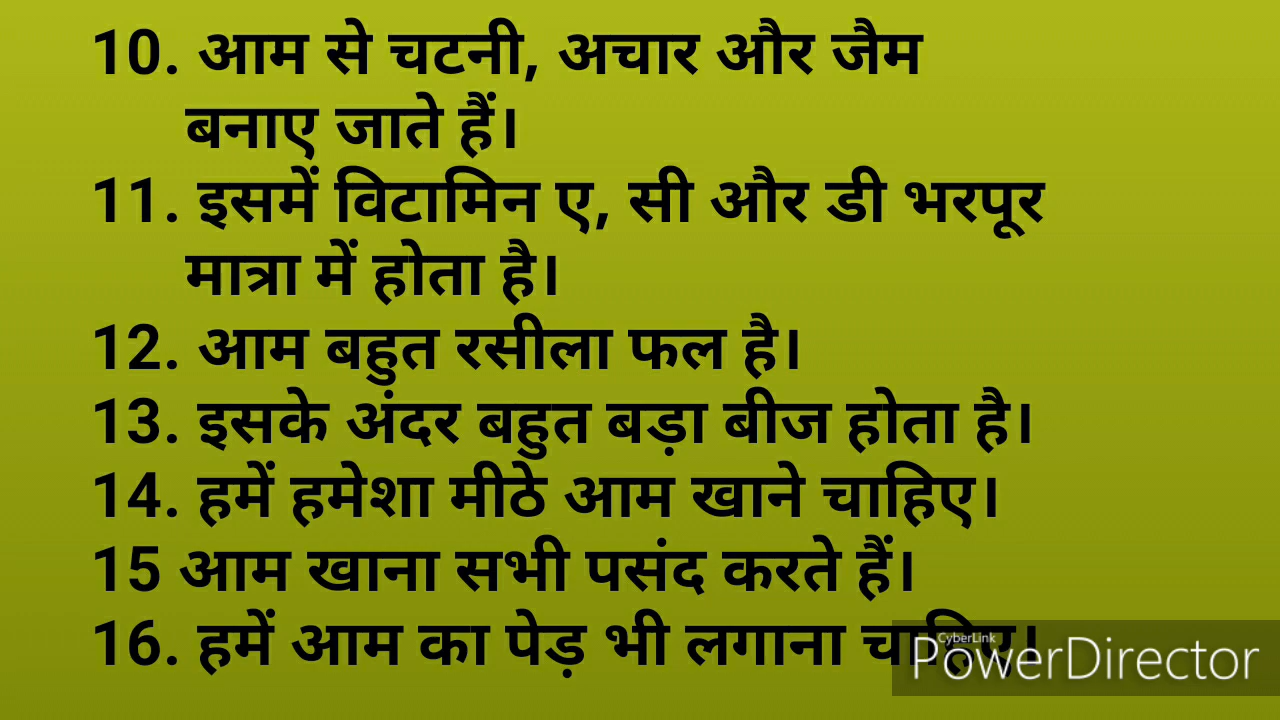 10. आम से चटनी, अचार और जैम
बनाए जाते हैं।
11. इसमें विटामिन ए, सी और डी भरपूर
मात्रा में होता है।
12. आम बहुत रसीला फल है।
13. इसके अंदर बहुत बड़ा बीज होता है।
14. हमें हमेशा मीठे आम खाने चाहिए।
15 आम खाना सभी पसंद करते हैं।
16. हमें आम का पेड़ भी लगाना चाहिए।
CyberLink
PowerDirector